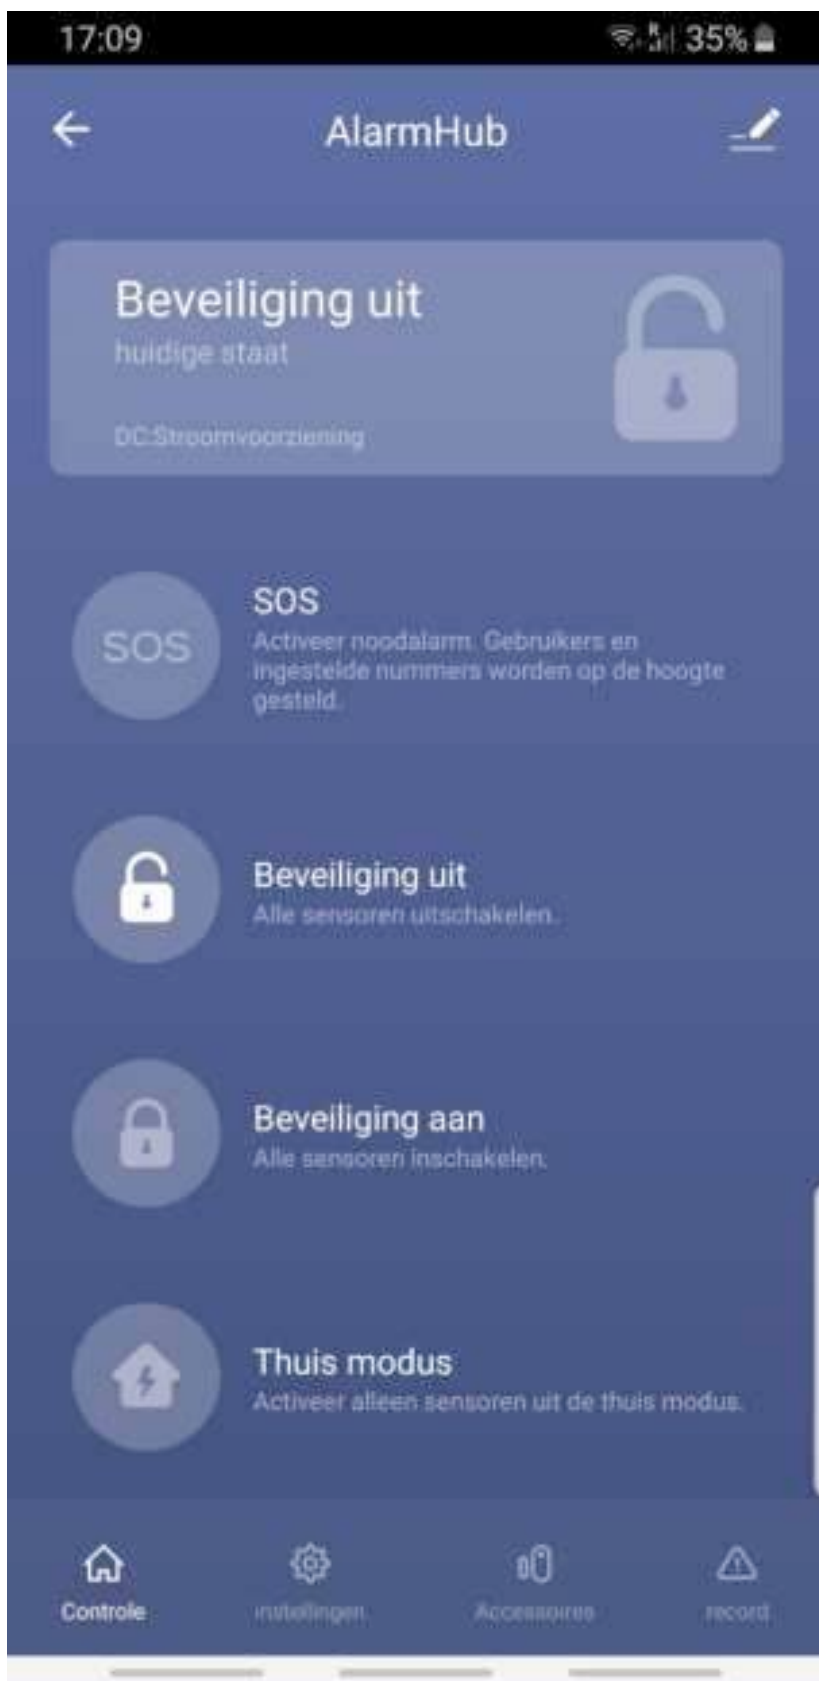 17:09
35%
AlarmHub
Beveiliging uit
huidige staat
DC:Stroomvoorziening
SOS
SOS
Activeer noodalarm. Gebruikers en
ingestelde nummers worden op de hoogte
gesteld.
Beveiliging uit
Alle sensoren uitschakelen.
Beveiliging aan
Alle sensoren inschakelen.
Thuis modus
Activeer alleen sensoren uit de thuis modus.
Controle
instellingen
Accessoires
record